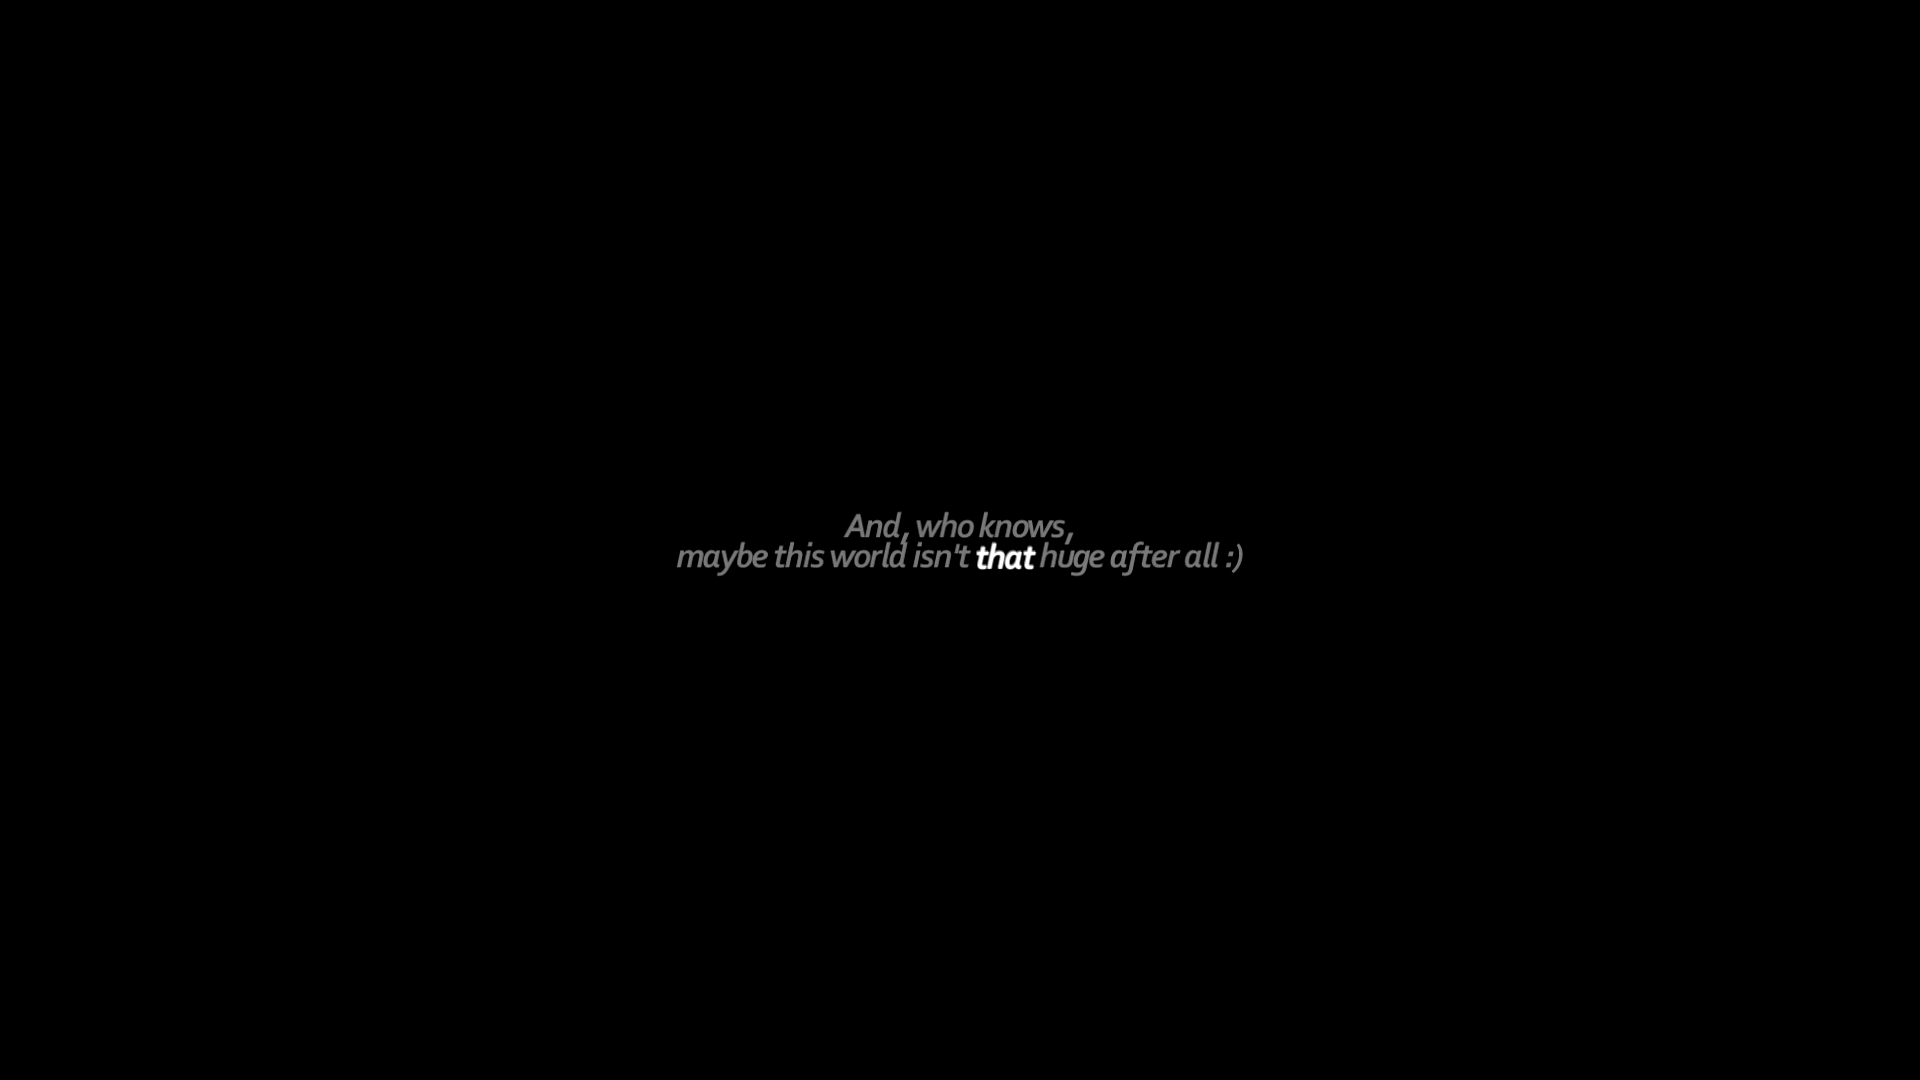 And, who knows,
maybe this world isn't that huge after all :)